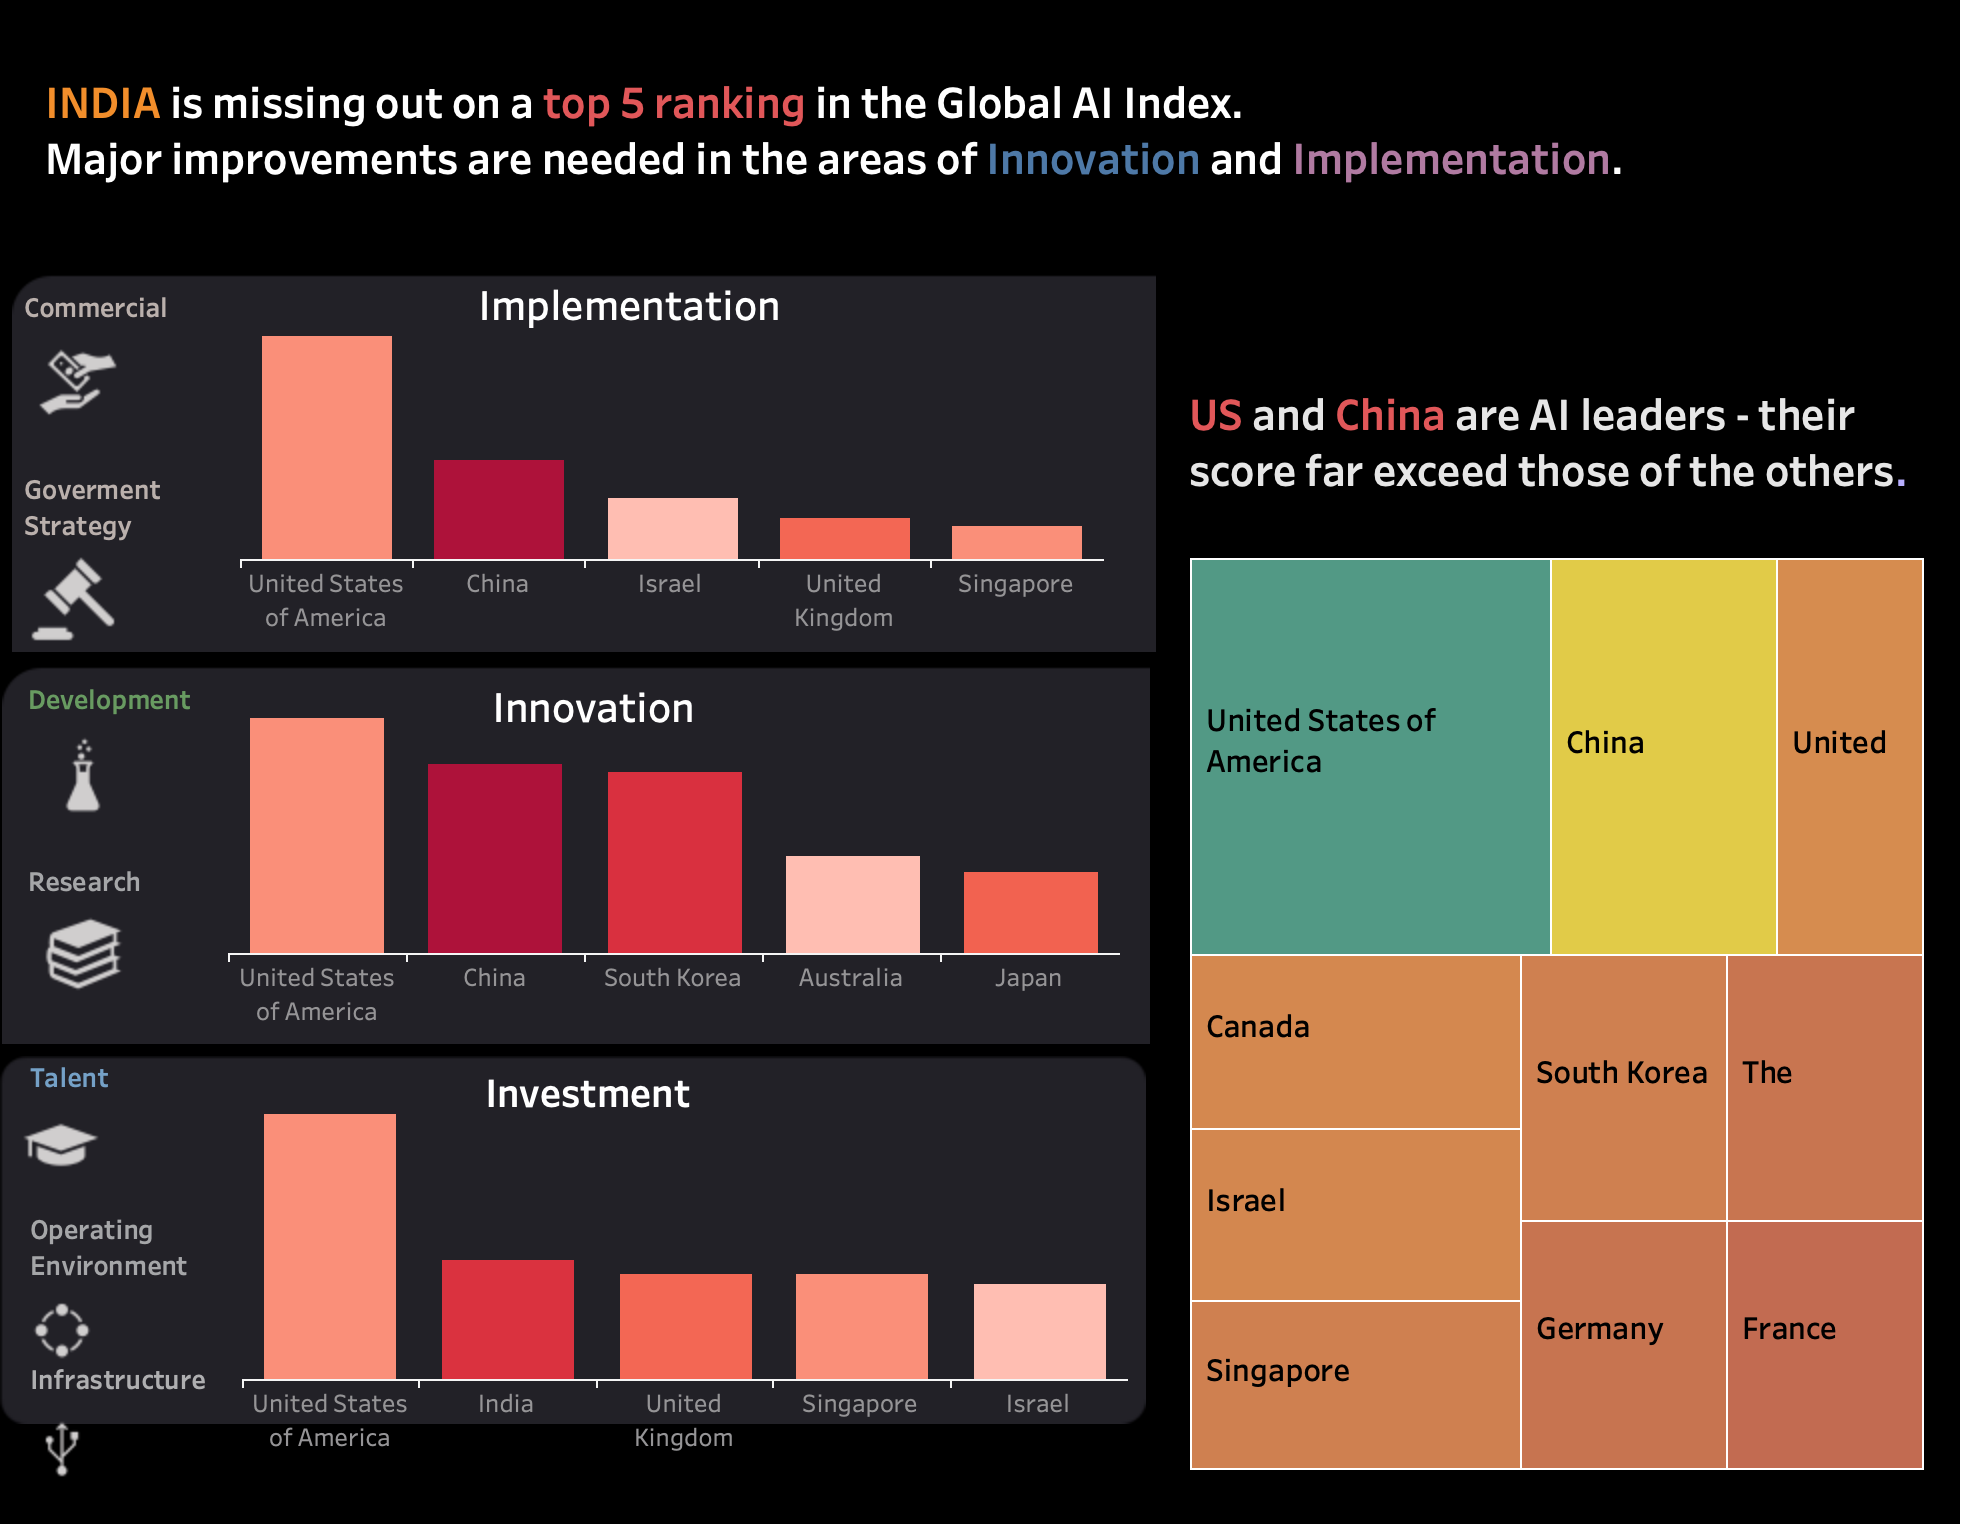 INDIA is missing out on a top 5 ranking in the Global AI Index.
Major improvements are needed in the areas of Innovation and Implementation.
Commercial
Goverment
Strategy
Implementation
United States
of America
China
Israel
United
Kingdom
Singapore
Development
Research
Innovation
United States
of America
China
South Korea
Australia
Japan
Talent
Operating
Environment
Infrastructure
Investment
United States
of America
India
United
Kingdom
Singapore
Israel
US and China are AI leaders - their
score far exceed those of the others.
United States of
America
China
United
Canada
Israel
Singapore
South Korea
The
Germany
France